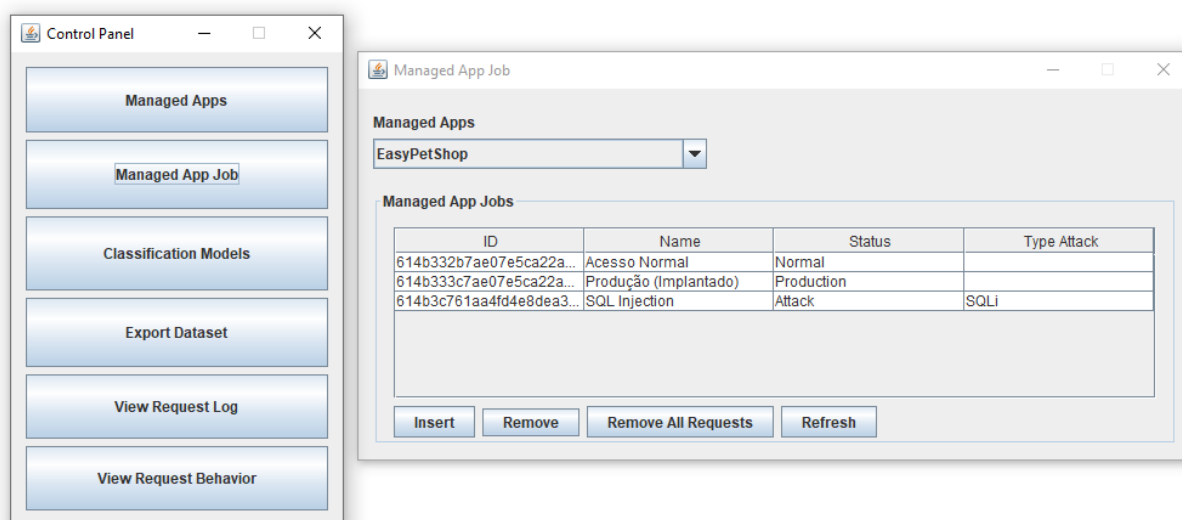 Control Panel
Managed Apps
Managed App Job
Classification Models
Export Dataset
View Request Log
View Request Behavior
Managed App Job
Managed Apps
EasyPetShop
Managed App Jobs
ID Name Status Type Attack
614b332b7ae07e5ca22a... Acesso Normal Normal
614b333c7ae07e5ca22a... Produção (Implantado) Production
614b3c761aa4fd4e8dea3... SQL Injection Attack SQLi
Insert Remove Remove All Requests Refresh